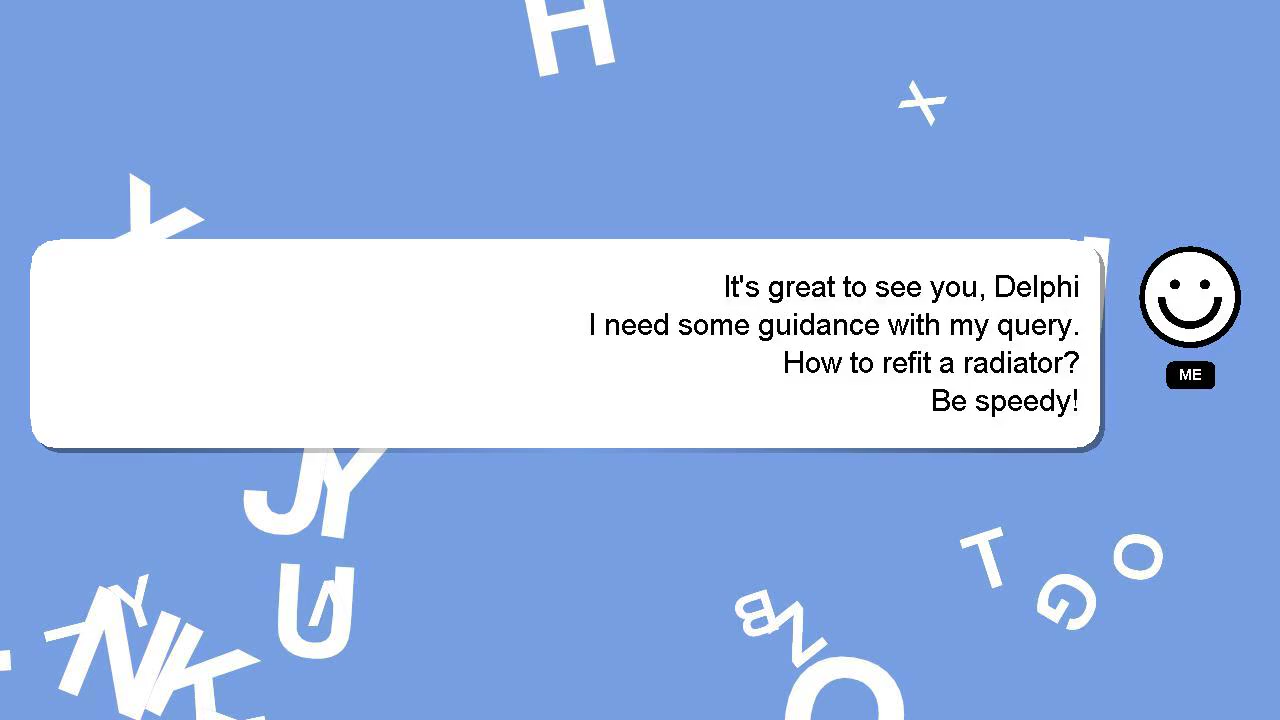 H
X
Y
It's great to see you, Delphi
I need some guidance with my query.
How to refit a radiator?
Be speedy!
ME
J Y
U
T
O
G
B
N
Y
N
K
O